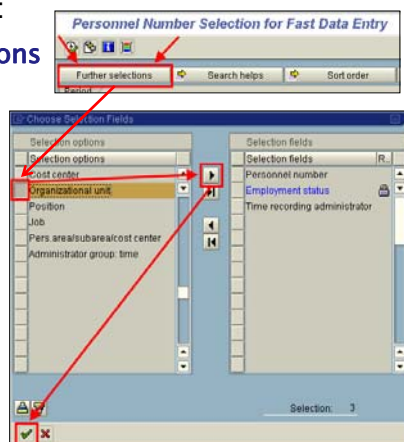 Personnel Number Selection for Fast Data Entry
ons
Further selections
Search helps
Sort order
Period
Choose Selection Fields
Selection options
Selection fields
Selection options
Selection fields
R..
Cost center
Personnel number
Organizational unit
Employment status
Position
Time recording administrator
Job
Pers.area/subarea/cost center
Administrator group: time
Selection:
3